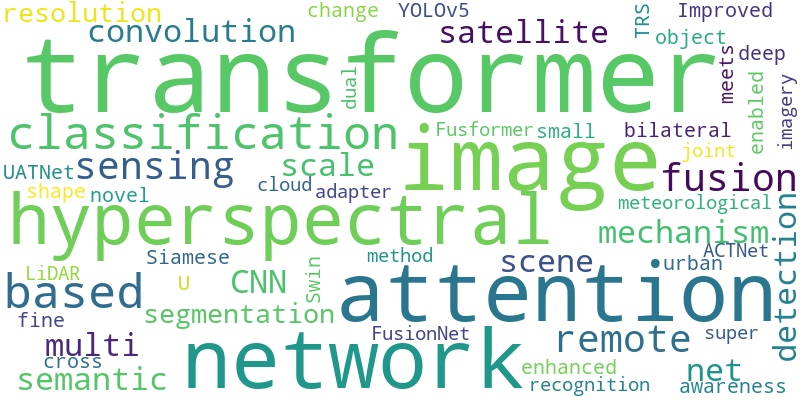 resolution
change
YOLOv5
Improved
TRS
convolution
satellite
object
transformer
dual
meets
deep
enabled
imagery
classification
Fusformer
small
bilateral
joint
image
UATNet
sensing
scale
fusion
cloud
adapter
shape
novel
hyperspectral
meteorological
mechanism
detection
Siamese
method
ACTNet
LiDAR
U
CNN
Swin
scene
urban
based
attention
segmentation
fine
FusionNet
remote
super
multi
network
cross
net
semantic
enhanced
recognition
awareness